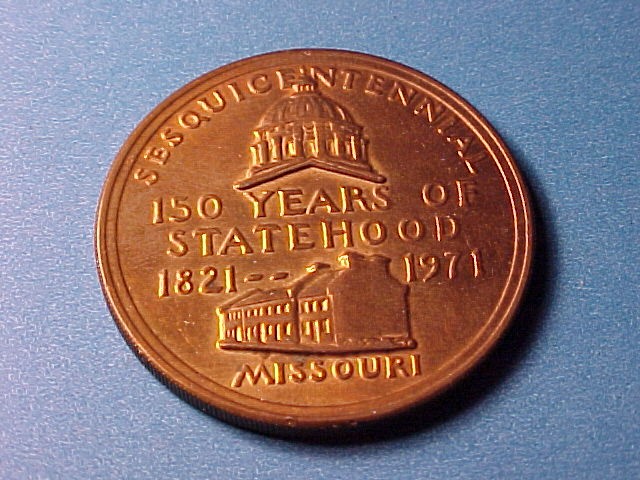 SESQUICENTENNIAL
150 YEARS OF
STATEHOOD
1821-- 1971
MISSOURI